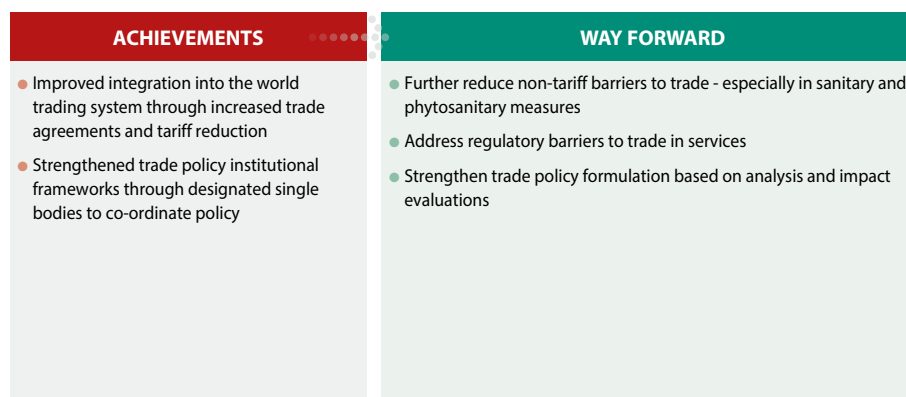 ACHIEVEMENTS
Improved integration into the world
trading system through increased trade
agreements and tariff reduction
Strengthened trade policy institutional
frameworks through designated single
bodies to co-ordinate policy
WAY FORWARD
Further reduce non-tariff barriers to trade - especially in sanitary and
phytosanitary measures
Address regulatory barriers to trade in services
Strengthen trade policy formulation based on analysis and impact
evaluations